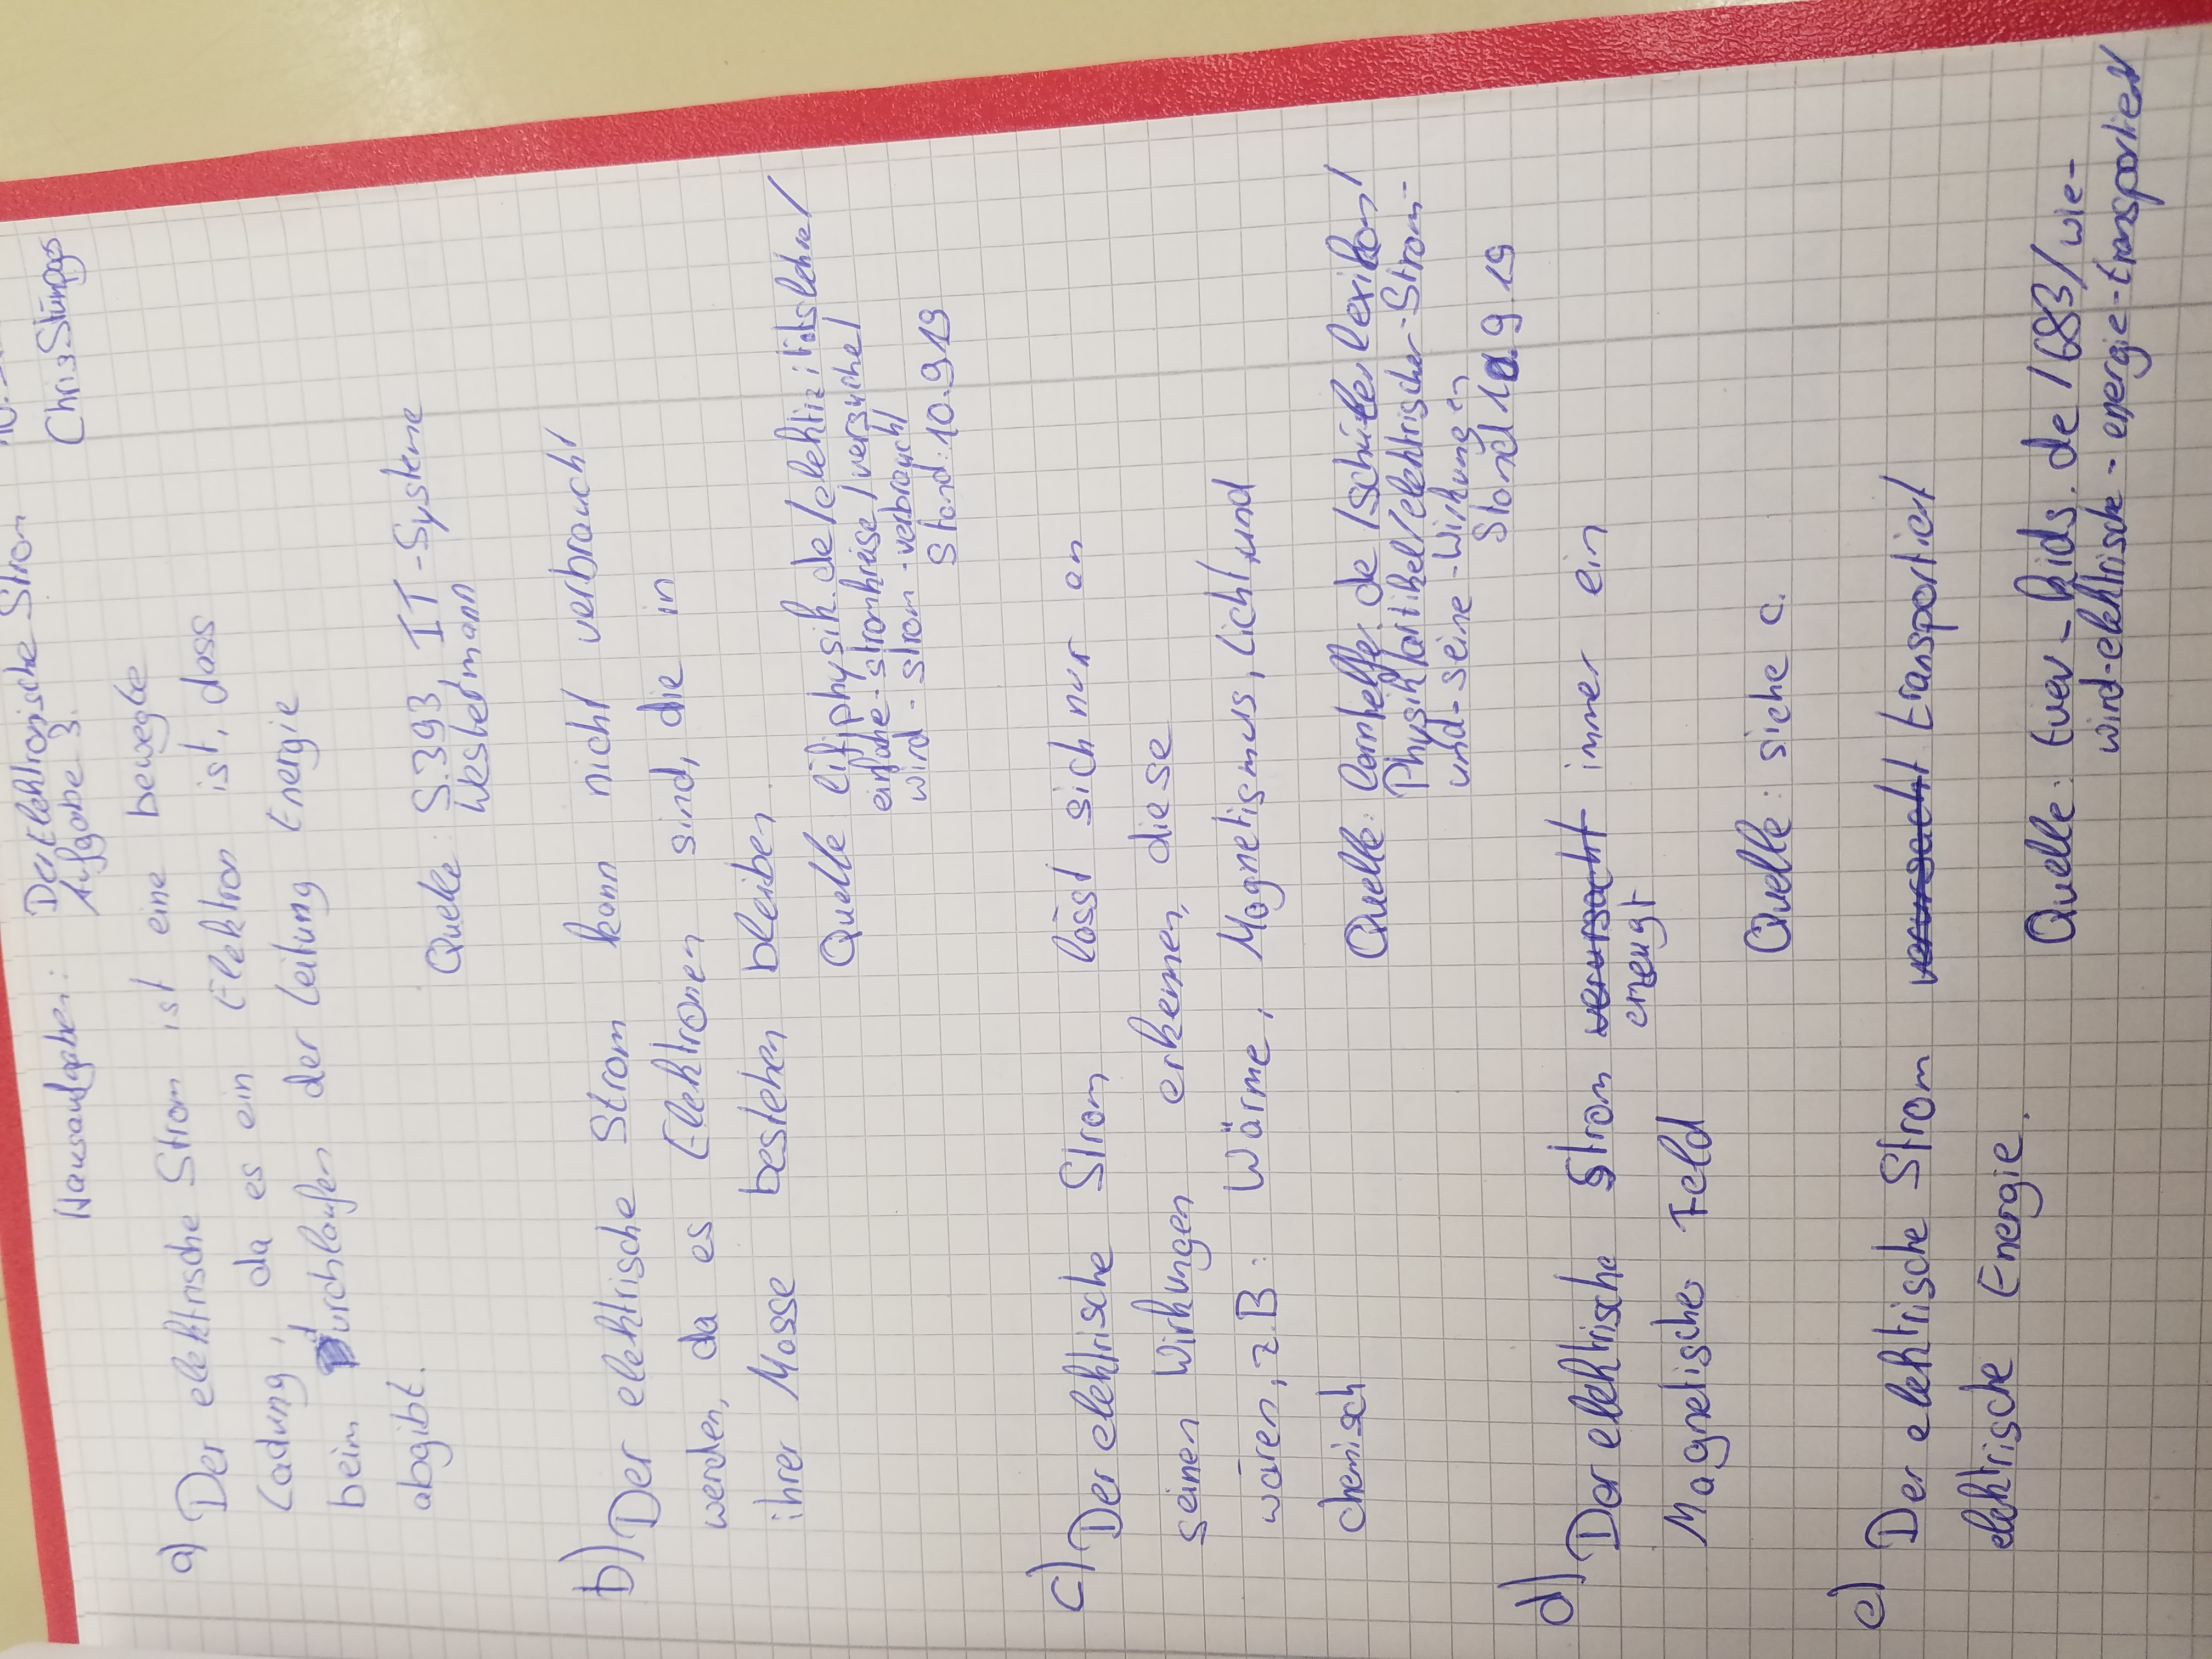 Hausaufgaben: Der Elektronische Strom 10.
Aufgabe 3. Chris Stümpges
a) Der elektrische Strom ist eine bewegte
Ladung, da es ein Elektron ist, dass
beim durchlaufen der Leitung Energie
abgibt.
Quelle: S.393, IT-Systeme
Westermann
b) Der elektrische Strom kann nicht verbraucht
werden, da es Elektronen sind, die in
ihrer Masse bestehen bleiben.
Quelle leifiphysik.de/elektizitätslehre/
einfahe-stromkreise/versuche/
wird-strom-verbraucht
Stand: 10.9.19
c) Der elektrische Strom lässt sich nur an
seinen Wirkungen erkennen, diese
wären, z.B: Wärme, Magnetismus, Licht und
chemisch
Quelle: lernhelfer.de/schülerlexikon/
Physik/artikel/elektrischer-Strom-
und-seine-Wirkungen
Stand 10.9.19
d) Der elektrische Strom verursacht immer ein
erzeugt
Magnetisches Feld
Quelle: siehe c.
e) Der elektrische Strom verursacht transportiert
elektrische Energie.
Quelle: tuev-kids.de/683/wie-
wird-elektrische-energie-transportiert